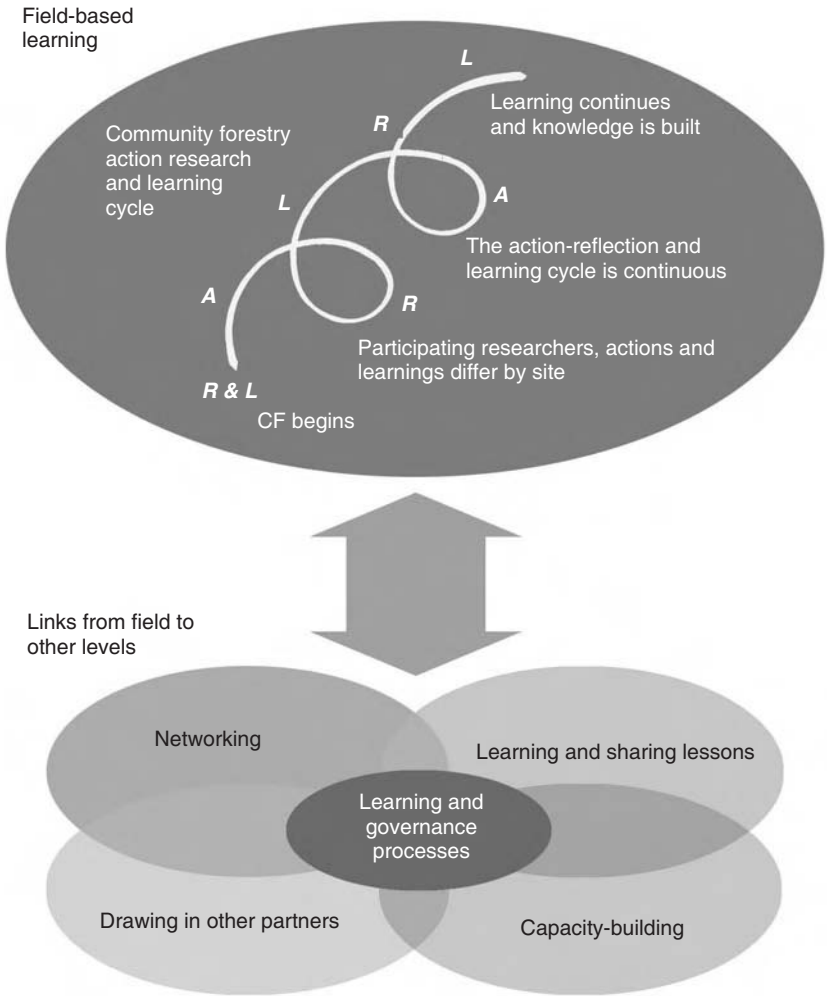 Field-based
learning
L
Learning continues
and knowledge is built
R
Community forestry
action research
and learning
cycle
L
A
The action-reflection and
learning cycle is continuous
A
R
Participating researchers, actions and
learnings differ by site
R & L
CF begins
Links from field to
other levels
Networking
Learning and sharing lessons
Learning and
governance
processes
Drawing in other partners
Capacity-building